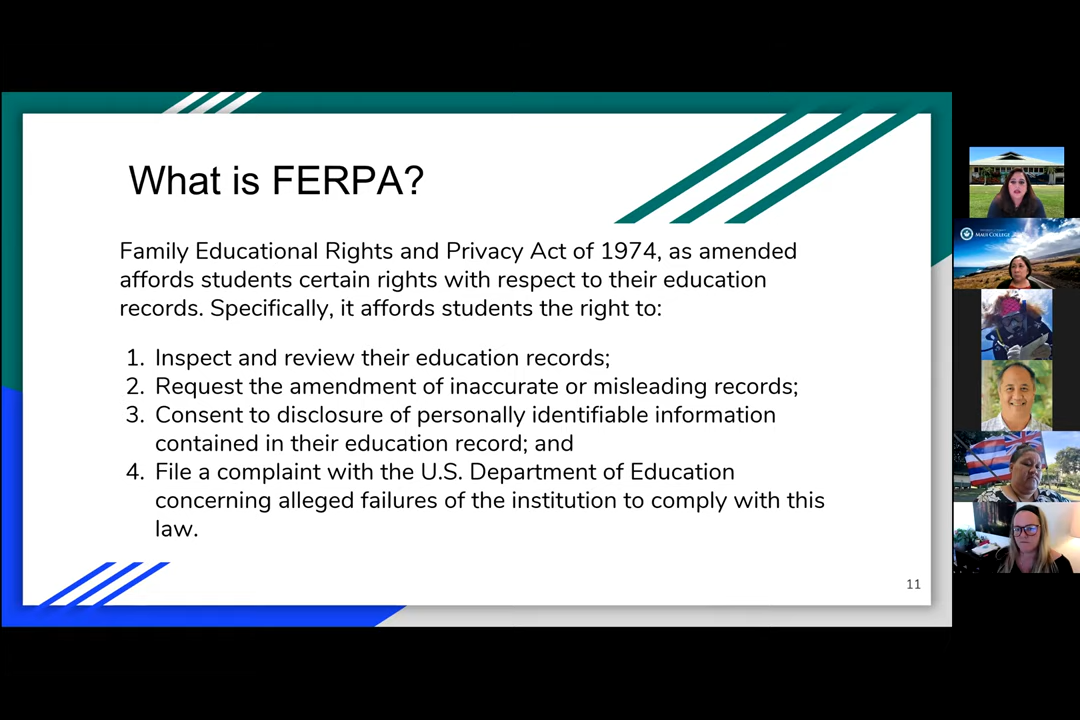 What is FERPA?
Family Educational Rights and Privacy Act of 1974, as amended
affords students certain rights with respect to their education
records. Specifically, it affords students the right to:
1. Inspect and review their education records;
2. Request the amendment of inaccurate or misleading records;
3. Consent to disclosure of personally identifiable information
contained in their education record; and
4. File a complaint with the U.S. Department of Education
concerning alleged failures of the institution to comply with this
law.
11
MAUI COLLEGE